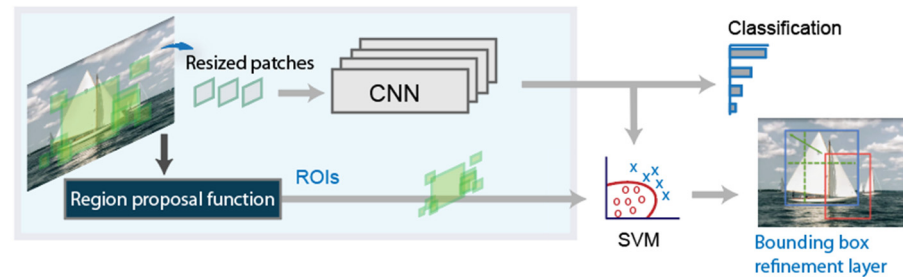 Resized patches
CNN
Classification
Region proposal function
ROIs
x x x x x x
SVM
Bounding box
refinement layer